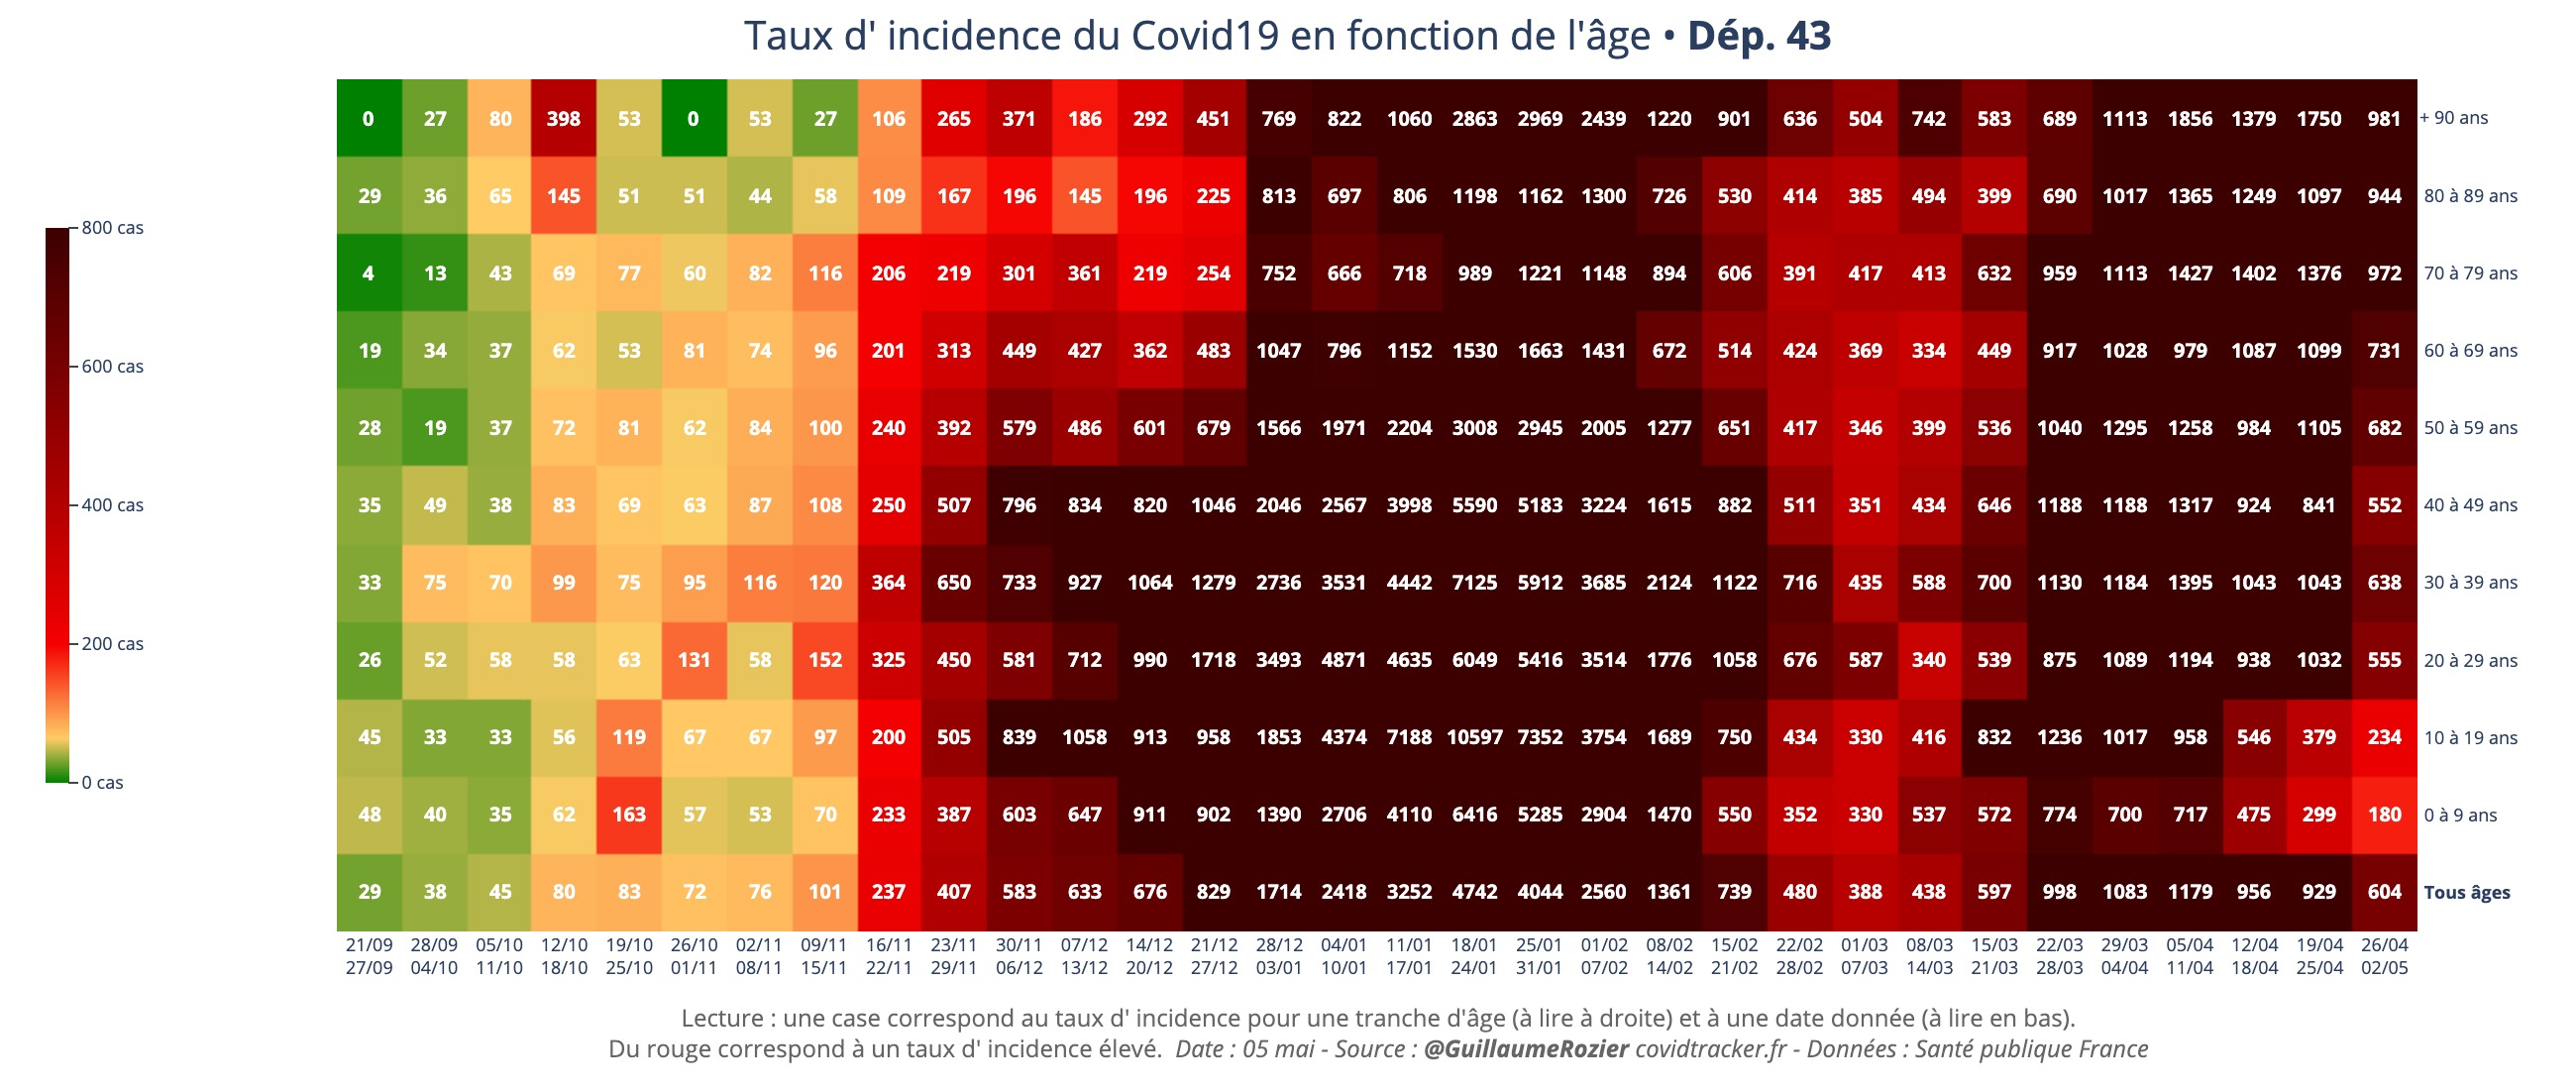 Taux d' incidence du Covid19 en fonction de l'âge • Dép. 43
800 cas
600 cas
400 cas
200 cas
0 cas
0 27 80 398 53 0 53 27 106 265 371 186 292 451 769 822 1060 2863 2969 2439 1220 901 636 504 742 583 689 1113 1856 1379 1750 981 + 90 ans
29 36 65 145 51 51 44 58 109 167 196 145 196 225 813 697 806 1198 1162 1300 726 530 414 385 494 399 690 1017 1365 1249 1097 944 80 à 89 ans
4 13 43 69 77 60 82 116 206 219 301 361 219 254 752 666 718 989 1221 1148 894 606 391 417 413 632 959 1113 1427 1402 1376 972 70 à 79 ans
19 34 37 62 53 81 74 96 201 313 449 427 362 483 1047 796 1152 1530 1663 1431 672 514 424 369 334 449 917 1028 979 1087 1099 731 60 à 69 ans
28 19 37 72 81 62 84 100 240 392 579 486 601 679 1566 1971 2204 3008 2945 2005 1277 651 417 346 399 536 1040 1295 1258 984 1105 682 50 à 59 ans
35 49 38 83 69 63 87 108 250 507 796 834 820 1046 2046 2567 3998 5590 5183 3224 1615 882 511 351 434 646 1188 1188 1317 924 841 552 40 à 49 ans
33 75 70 99 75 95 116 120 364 650 733 927 1064 1279 2736 3531 4442 7125 5912 3685 2124 1122 716 435 588 700 1130 1184 1395 1043 1043 638 30 à 39 ans
26 52 58 58 63 131 58 152 325 450 581 712 990 1718 3493 4871 4635 6049 5416 3514 1776 1058 676 587 340 539 875 1089 1194 938 1032 555 20 à 29 ans
45 33 33 56 119 67 67 97 200 505 839 1058 913 958 1853 4374 7188 10597 7352 3754 1689 750 434 330 416 832 1236 1017 958 546 379 234 10 à 19 ans
48 40 35 62 163 57 53 70 233 387 603 647 911 902 1390 2706 4110 6416 5285 2904 1470 550 352 330 537 572 774 700 717 475 299 180 0 à 9 ans
29 38 45 80 83 72 76 101 237 407 583 633 676 829 1714 2418 3252 4742 4044 2560 1361 739 480 388 438 597 998 1083 1179 956 929 604 Tous âges
21/09 28/09 05/10 12/10 19/10 26/10 02/11 09/11 16/11 23/11 30/11 07/12 14/12 21/12 28/12 04/01 11/01 18/01 25/01 01/02 08/02 15/02 22/02 01/03 08/03 15/03 22/03 29/03 05/04 12/04 19/04 26/04
27/09 04/10 11/10 18/10 25/10 01/11 08/11 15/11 22/11 29/11 06/12 13/12 20/12 27/12 03/01 10/01 17/01 24/01 31/01 07/02 14/02 21/02 28/02 07/03 14/03 21/03 28/03 04/04 11/04 18/04 25/04 02/05
Lecture : une case correspond au taux d' incidence pour une tranche d'âge (à lire à droite) et à une date donnée (à lire en bas).
Du rouge correspond à un taux d' incidence élevé. Date : 05 mai - Source : @GuillaumeRozier covidtracker.fr - Données : Santé publique France